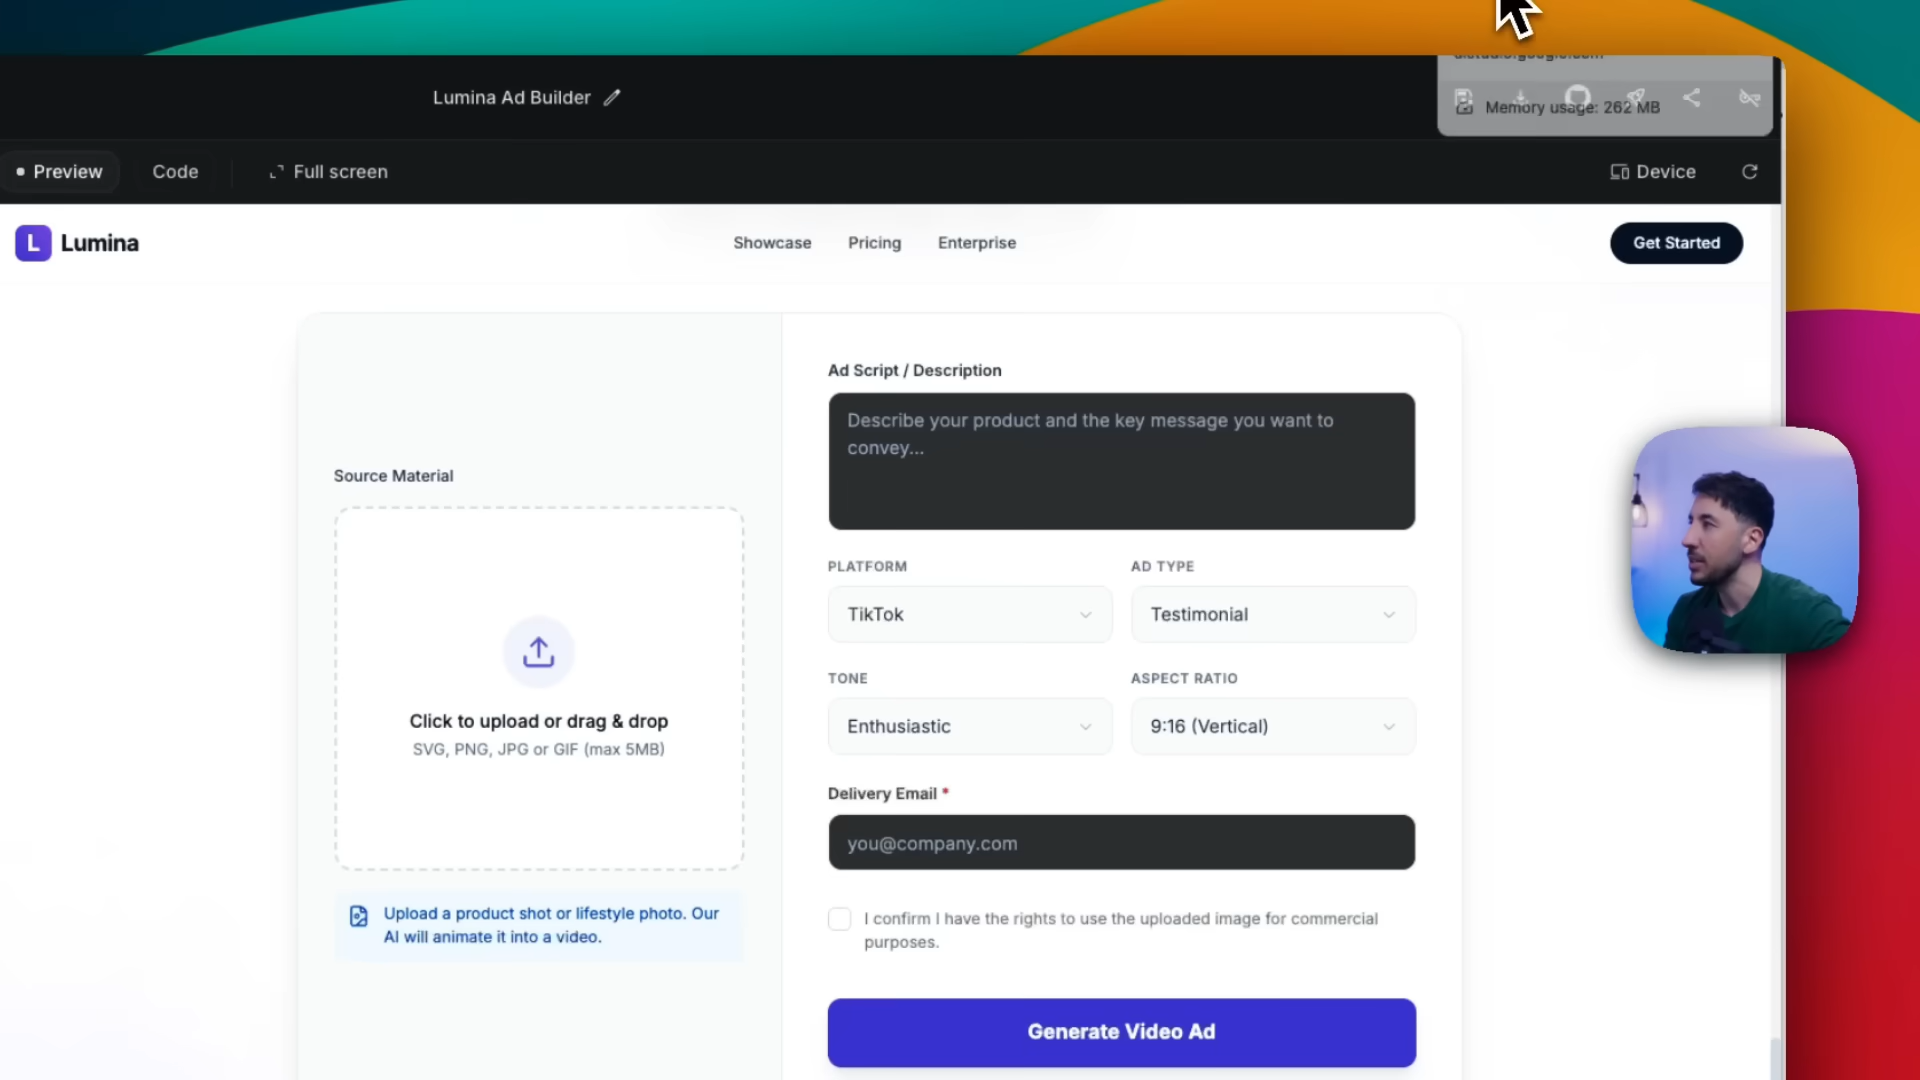 Lumina Ad Builder
Memory usage: 262 MB
Preview
Code
Full screen
Device
L Lumina
Showcase
Pricing
Enterprise
Get Started
Source Material
Click to upload or drag & drop
SVG, PNG, JPG or GIF (max 5MB)
Upload a product shot or lifestyle photo. Our
AI will animate it into a video.
Ad Script / Description
Describe your product and the key message you want to
convey...
PLATFORM
AD TYPE
TikTok
Testimonial
TONE
ASPECT RATIO
Enthusiastic
9:16 (Vertical)
Delivery Email *
you@company.com
I confirm I have the rights to use the uploaded image for commercial
purposes.
Generate Video Ad